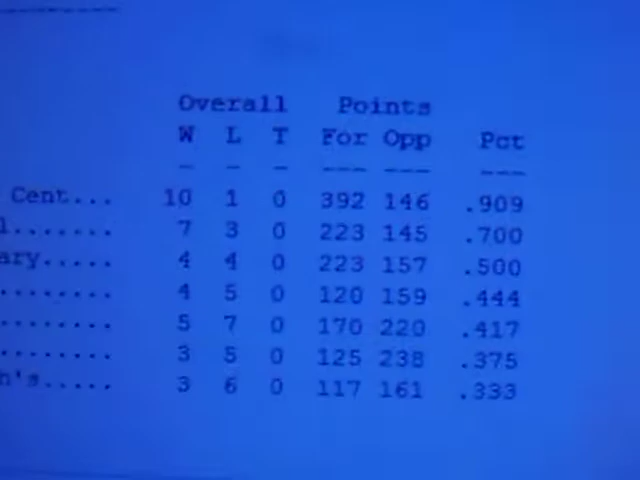 Overall Points
W L T For Opp Pct
- - - --- --- ---
Cent... 10 1 0 392 146 .909
l....... 7 3 0 223 145 .700
ary..... 4 4 0 223 157 .500
........ 4 5 0 120 159 .444
........ 5 7 0 170 220 .417
........ 3 5 0 125 238 .375
n's..... 3 6 0 117 161 .333